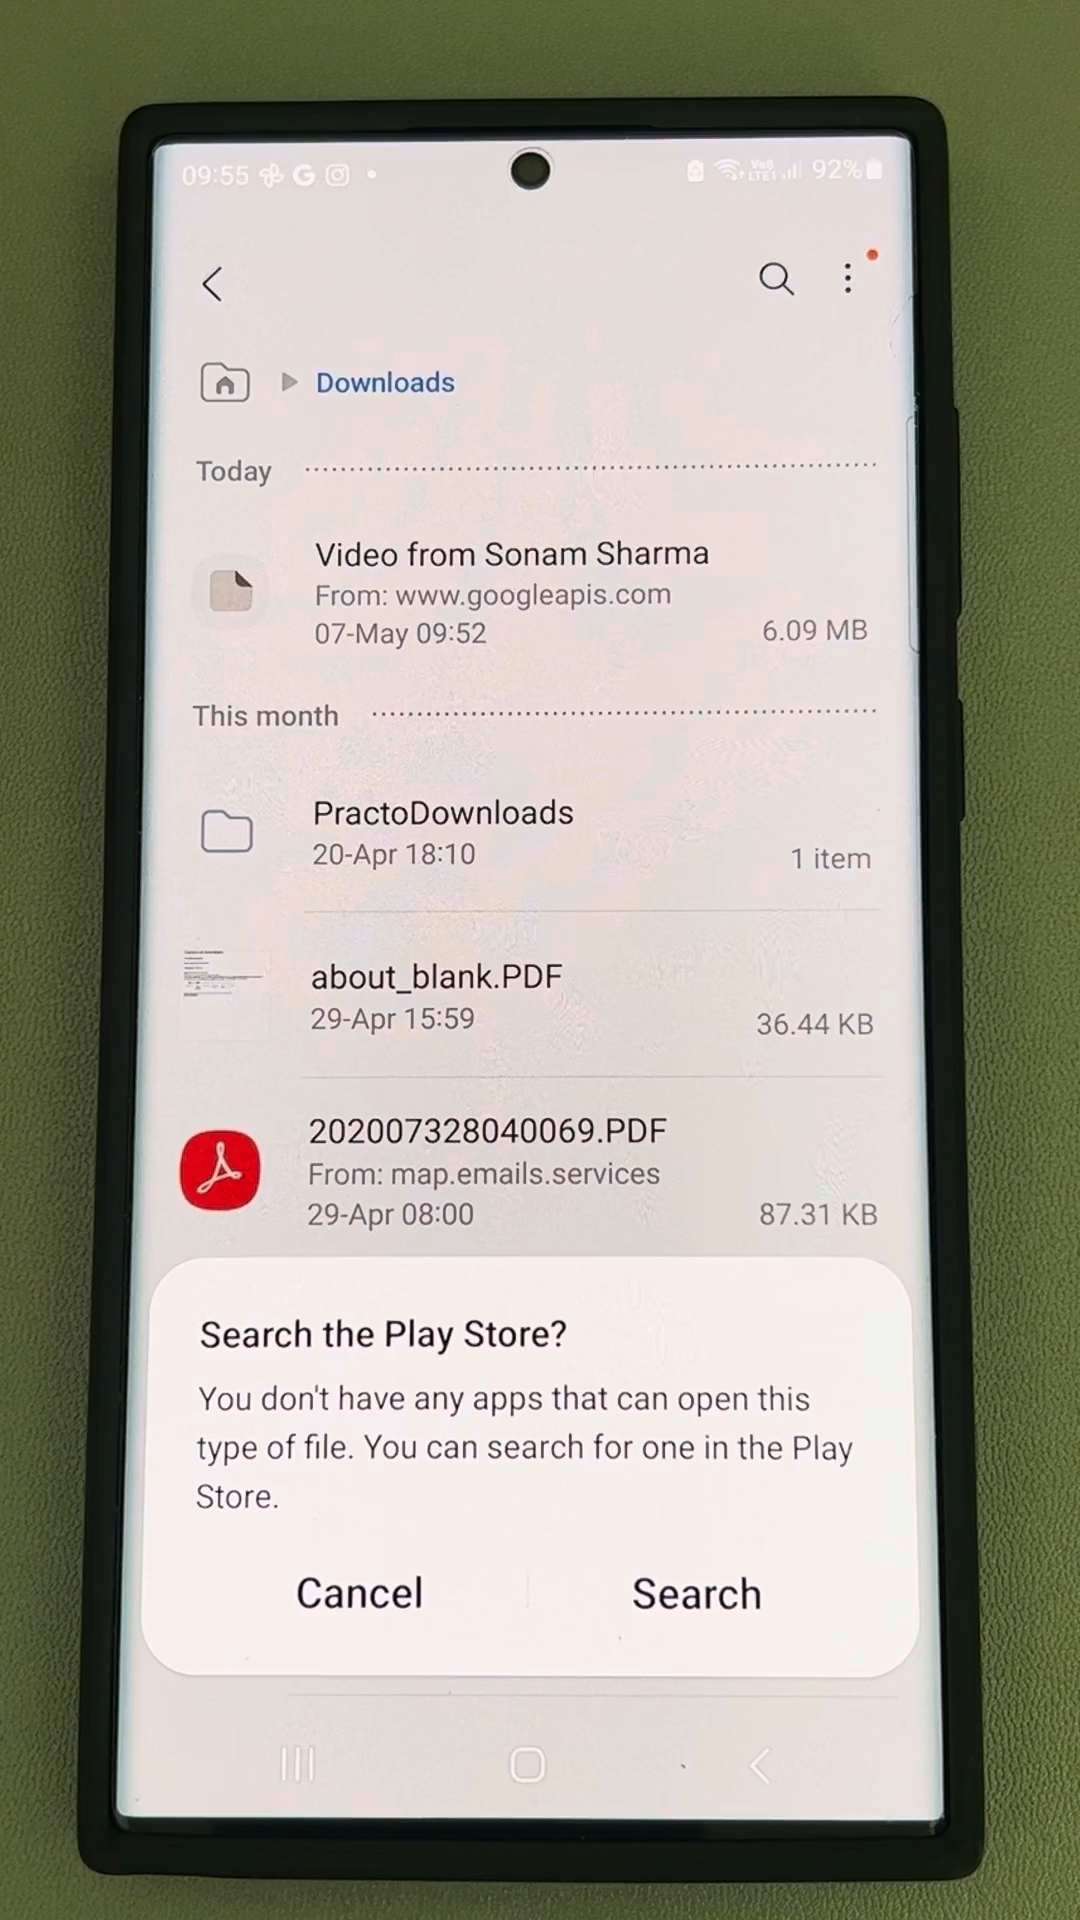 09:55
Vo))
LTE1
92%
Downloads
Today
Video from Sonam Sharma
From: www.googleapis.com
07-May 09:52
6.09 MB
This month
PractoDownloads
20-Apr 18:10
1 item
about_blank.PDF
29-Apr 15:59
36.44 KB
202007328040069.PDF
From: map.emails.services
29-Apr 08:00
87.31 KB
Search the Play Store?
You don't have any apps that can open this
type of file. You can search for one in the Play
Store.
Cancel
Search